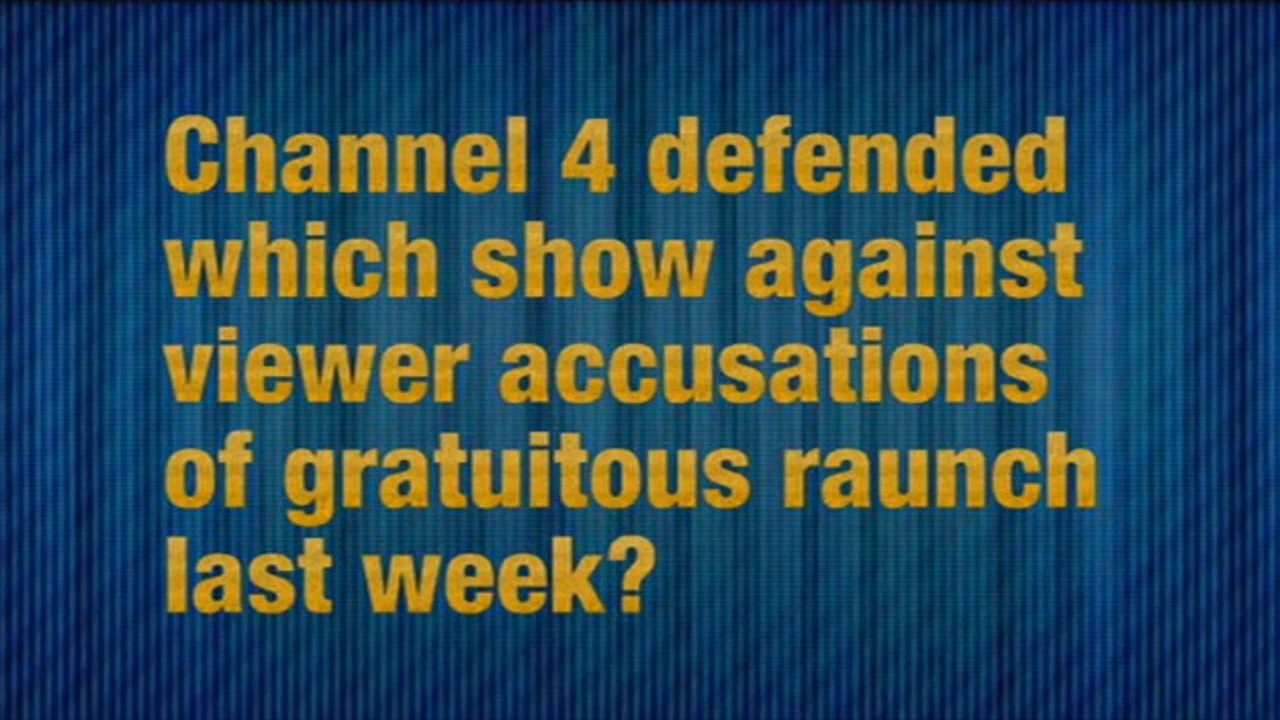 Channel 4 defended
which show against
viewer accusations
of gratuitous raunch
last week?